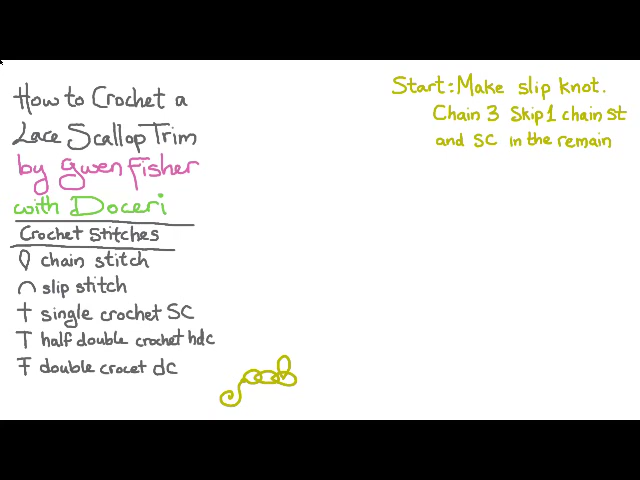 How to Crochet a
Lace Scallop Trim
by Gwen Fisher
with Doceri
Crochet Stitches
chain stitch
slip stitch
single crochet SC
half double crochet hdc
double crocet dc
Start: Make slip knot.
Chain 3 Skip 1 chain st
and SC in the remain